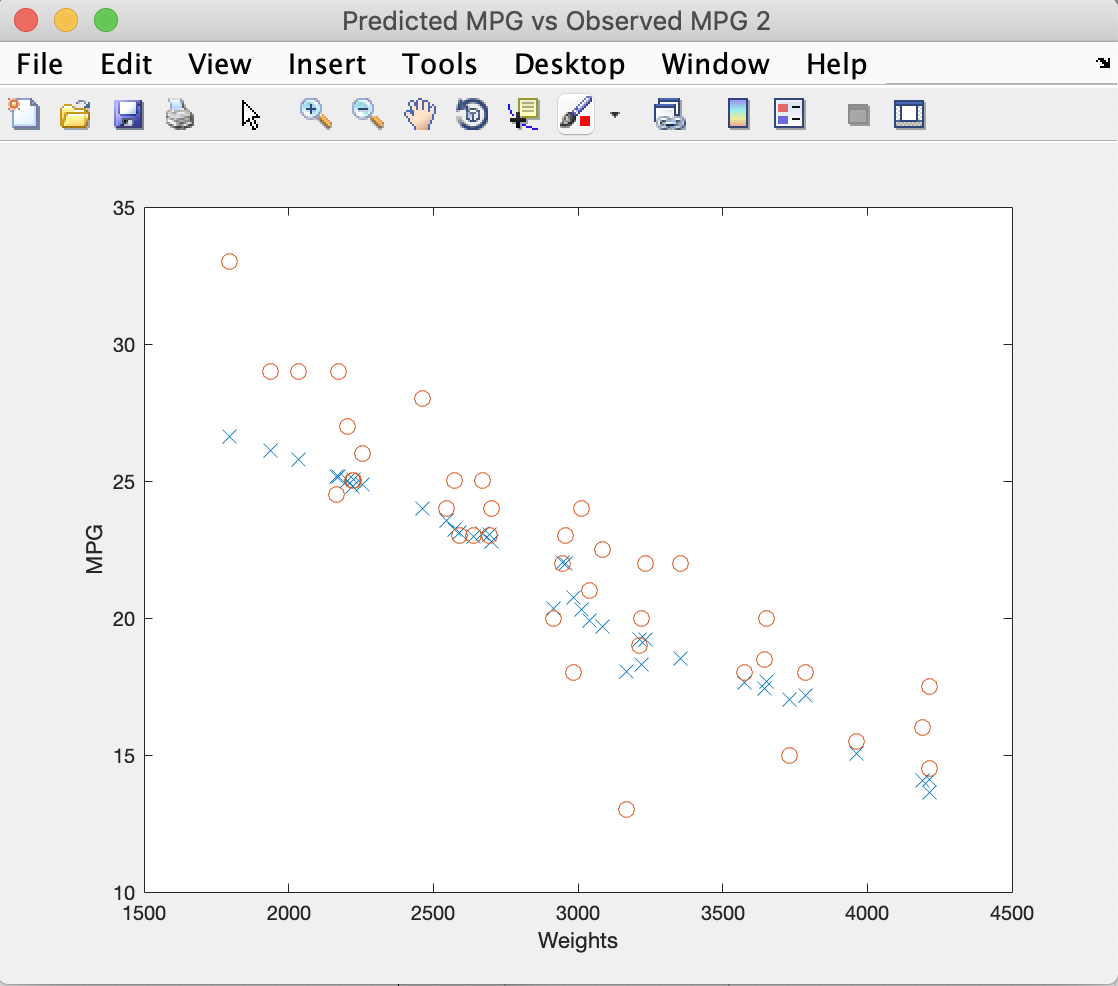 Predicted MPG vs Observed MPG 2
File Edit View Insert Tools Desktop Window Help
35
30
25
20
15
10
MPG
1500 2000 2500 3000 3500 4000 4500
Weights